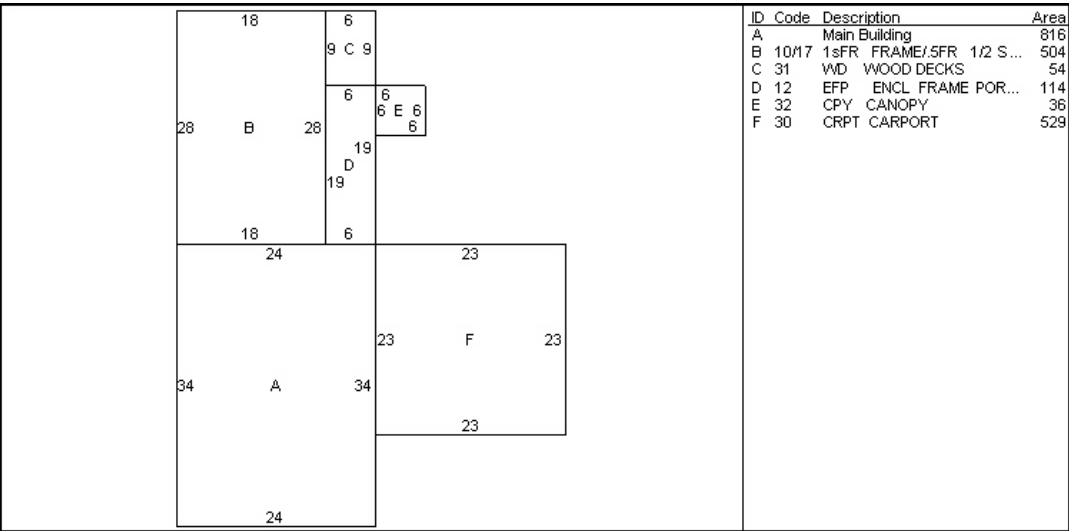 18 6
9 C 9
6 6
6 E 6
6
28 B 28
19
D
19
18 6
24 23
23 F 23
34 A 34
23
24
ID Code Description Area
A Main Building 816
B 10/17 1sFR FRAME/.5FR 1/2 S... 504
C 31 WD WOOD DECKS 54
D 12 EFP ENCL FRAME POR... 114
E 32 CPY CANOPY 36
F 30 CRPT CARPORT 529